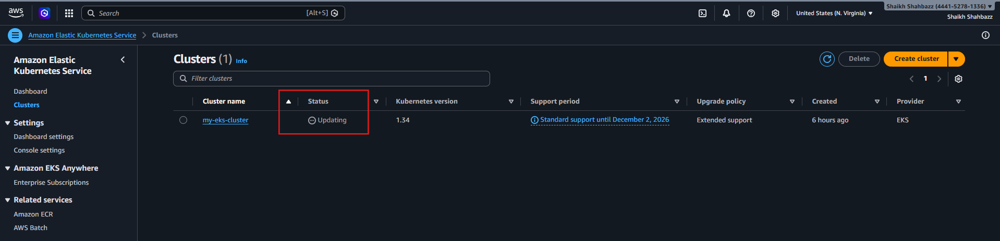 aws
Search [Alt+S]
United States (N. Virginia)
Shaikh Shahbazz (4441-5278-1336)
Shaikh Shahbazz
Amazon Elastic Kubernetes Service > Clusters
Amazon Elastic
Kubernetes Service
Dashboard
Clusters
Settings
Dashboard settings
Console settings
Amazon EKS Anywhere
Enterprise Subscriptions
Related services
Amazon ECR
AWS Batch
Clusters (1) Info
Delete
Create cluster
Filter clusters
1
Cluster name Status Kubernetes version Support period Upgrade policy Created Provider
my-eks-cluster Updating 1.34 Standard support until December 2, 2026 Extended support 6 hours ago EKS